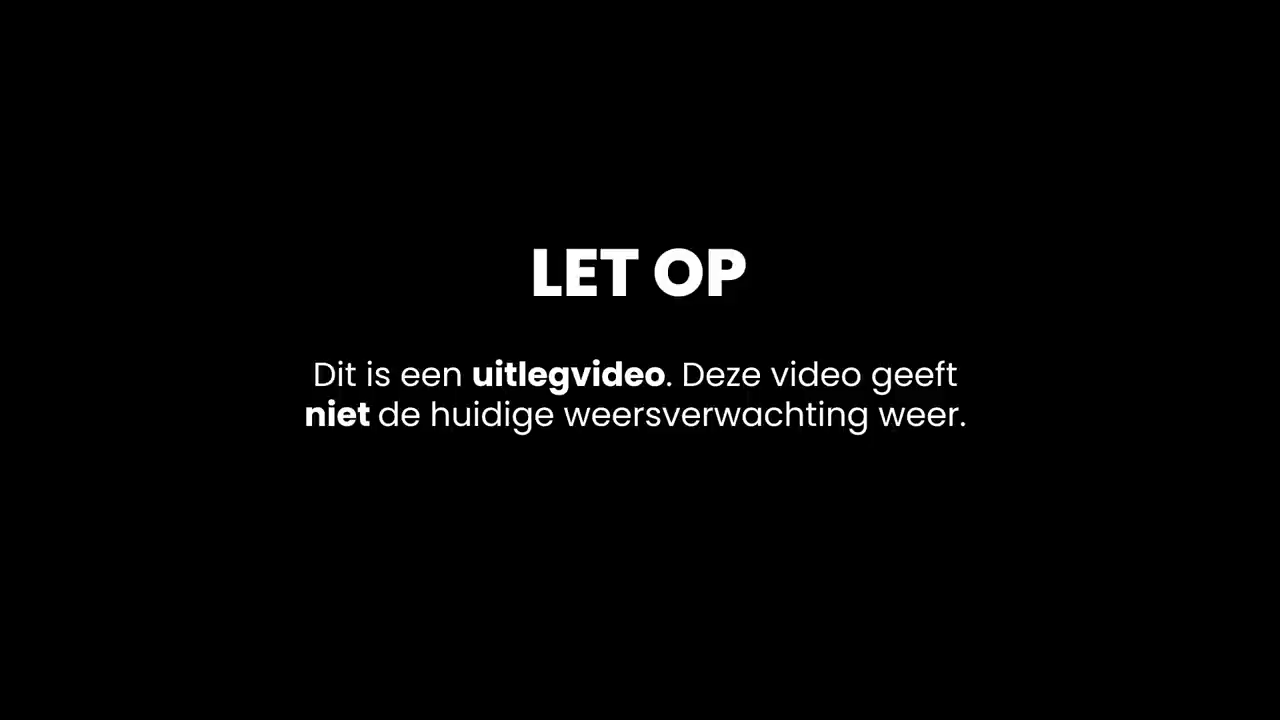 LET OP
Dit is een uitlegvideo. Deze video geeft
niet de huidige weersverwachting weer.